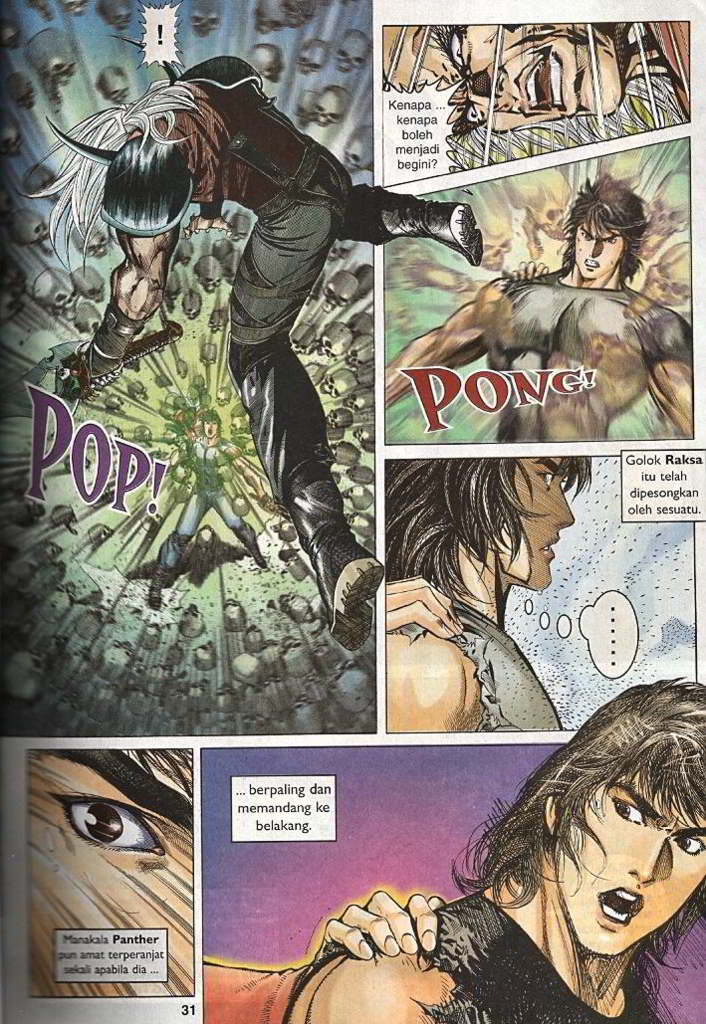 !
POP!
Kenapa ...
kenapa
boleh
menjadi
begini?
PONG!
Golok Raksa
itu telah
dipesongkan
oleh sesuatu.
......
Manakala Panther
pun amat terperanjat
sekali apabila dia ...
... berpaling dan
memandang ke
belakang.
31